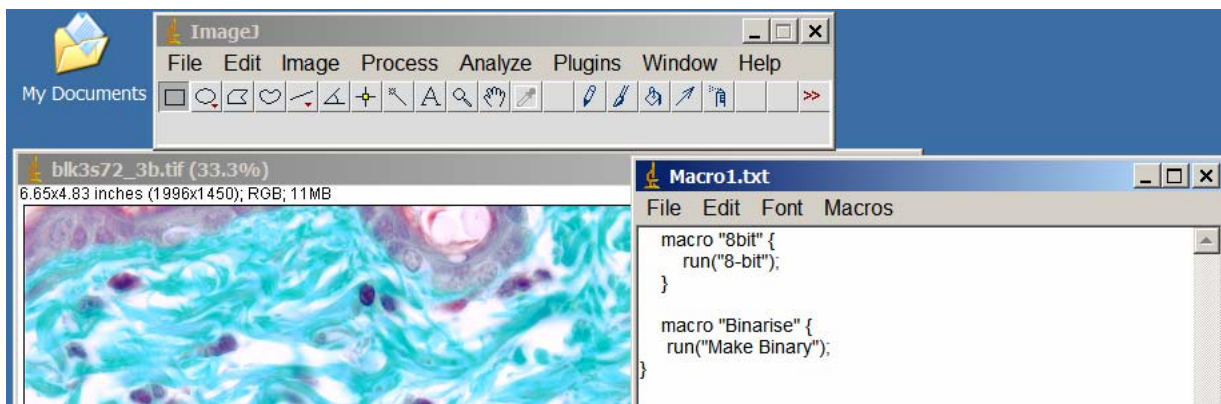 My Documents
ImageJ
File Edit Image Process Analyze Plugins Window Help
A >>
blk3s72_3b.tif (33.3%)
6.65x4.83 inches (1996x1450); RGB; 11MB
Macro1.txt
File Edit Font Macros
macro "8bit" {
run("8-bit");
}
macro "Binarise" {
run("Make Binary");
}